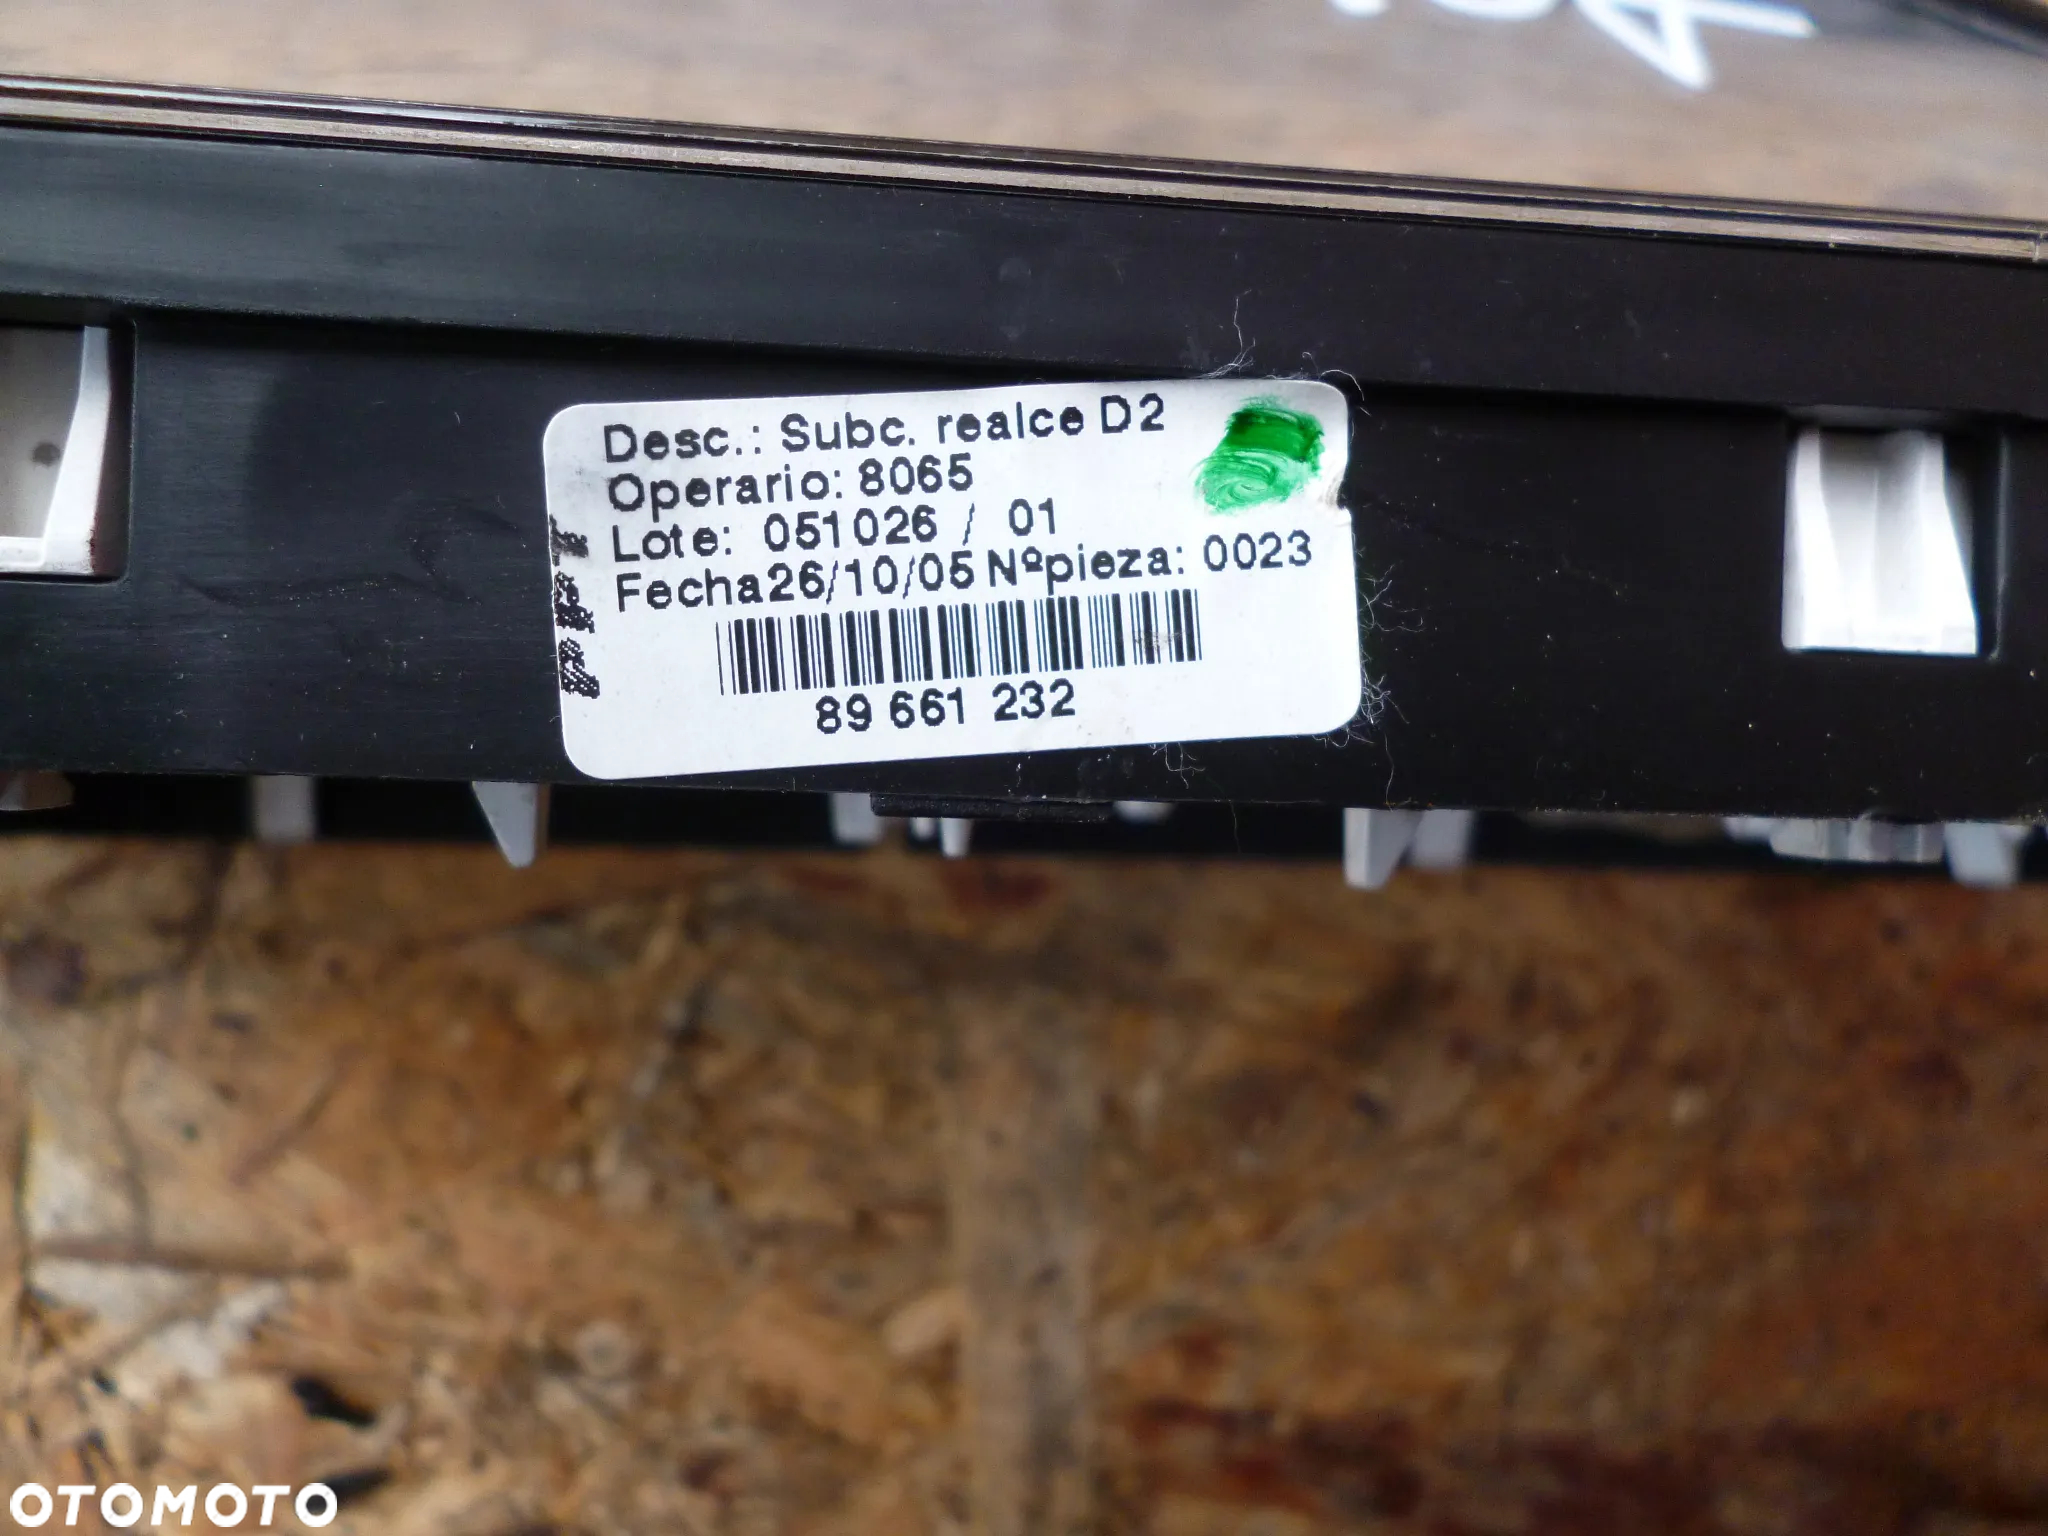 Desc.: Subc. realce D2
Operario: 8065
Lote: 051026 / 01
Fecha26/10/05 Nºpieza: 0023
89 661 232
OTOMOTO